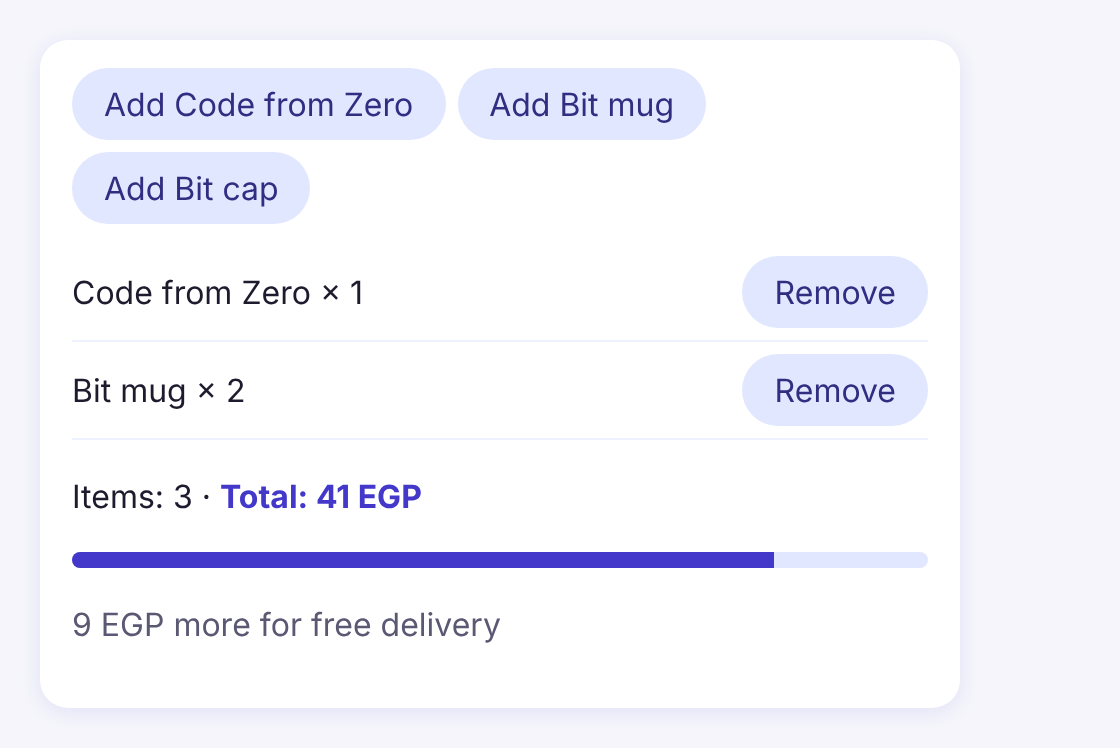 Add Code from Zero Add Bit mug
Add Bit cap
Code from Zero × 1 Remove
Bit mug × 2 Remove
Items: 3 · Total: 41 EGP
9 EGP more for free delivery